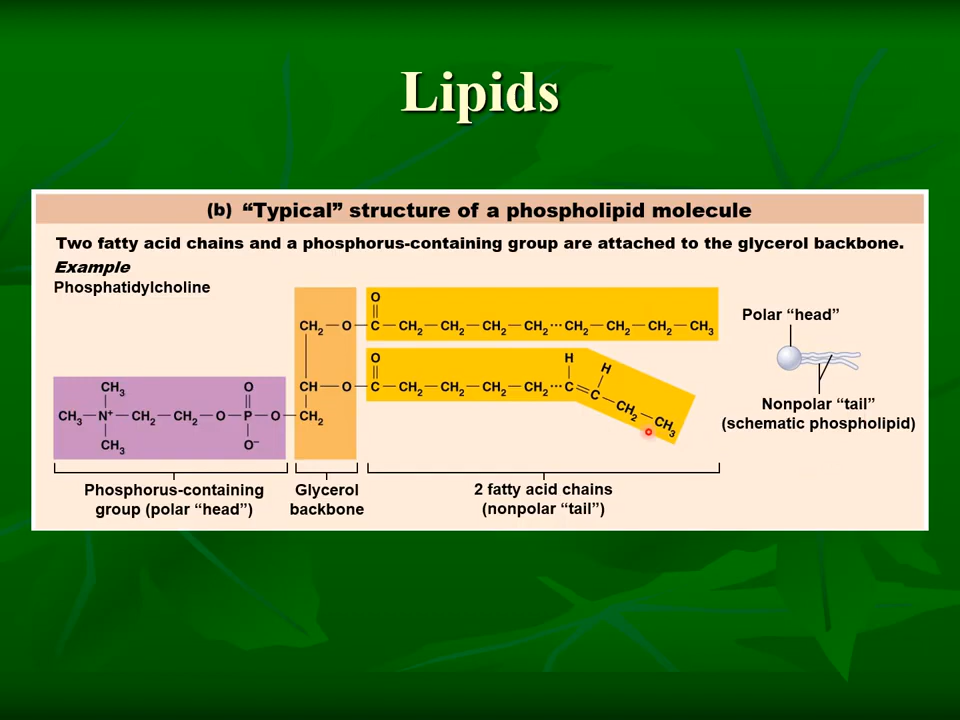 Lipids
(b) “Typical” structure of a phospholipid molecule
Two fatty acid chains and a phosphorus-containing group are attached to the glycerol backbone.
Example
Phosphatidylcholine
O
CH2 — O — C — CH2 — CH2 — CH2 — CH2 ··· CH2 — CH2 — CH2 — CH3
O H H
CH — O — C — CH2 — CH2 — CH2 — CH2 ··· C = C — CH2 — CH3
CH3 O
CH3 — N+ — CH2 — CH2 — O — P — O — CH2
CH3 O−
Polar “head”
Nonpolar “tail”
(schematic phospholipid)
Phosphorus-containing
group (polar “head”)
Glycerol
backbone
2 fatty acid chains
(nonpolar “tail”)